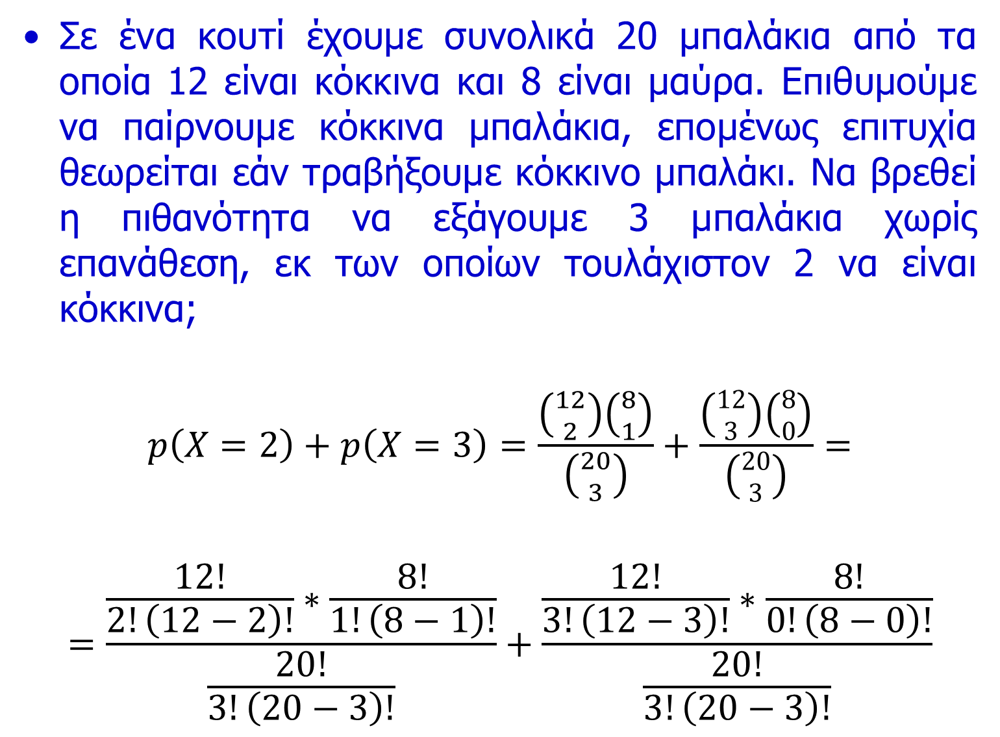 • Σε ένα κουτί έχουμε συνολικά 20 μπαλάκια από τα
οποία 12 είναι κόκκινα και 8 είναι μαύρα. Επιθυμούμε
να παίρνουμε κόκκινα μπαλάκια, επομένως επιτυχία
θεωρείται εάν τραβήξουμε κόκκινο μπαλάκι. Να βρεθεί
η πιθανότητα να εξάγουμε 3 μπαλάκια χωρίς
επανάθεση, εκ των οποίων τουλάχιστον 2 να είναι
κόκκινα;
$p(X = 2) + p(X = 3) = \frac{\binom{12}{2}\binom{8}{1}}{\binom{20}{3}} + \frac{\binom{12}{3}\binom{8}{0}}{\binom{20}{3}} =$
$= \frac{\frac{12!}{2!(12-2)!} * \frac{8!}{1!(8-1)!}}{\frac{20!}{3!(20-3)!}} + \frac{\frac{12!}{3!(12-3)!} * \frac{8!}{0!(8-0)!}}{\frac{20!}{3!(20-3)!}}$